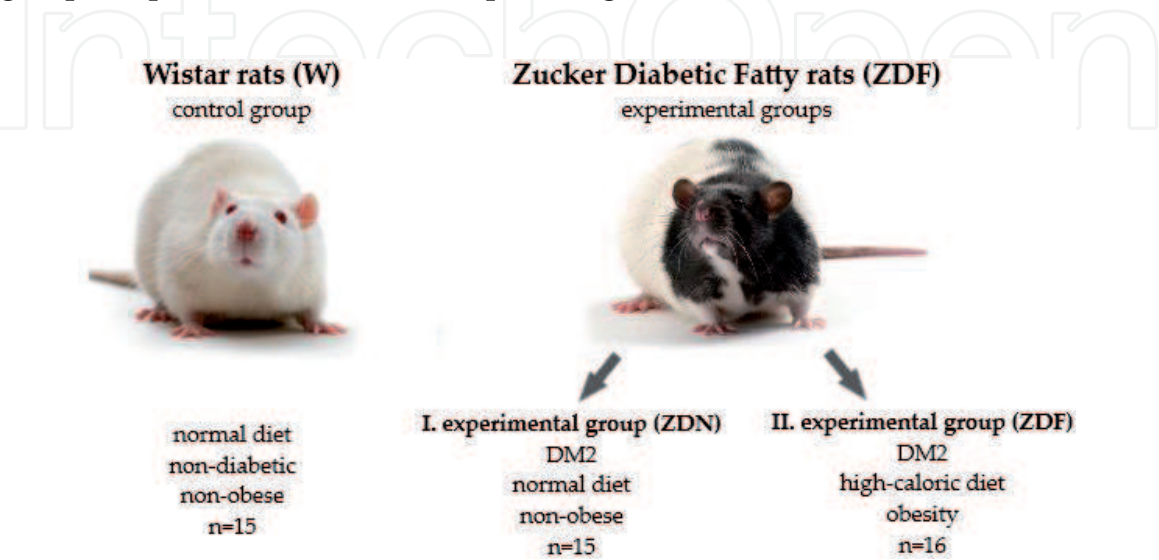 IntechOpen
Wistar rats (W)
control group
Zucker Diabetic Fatty rats (ZDF)
experimental groups
normal diet
non-diabetic
non-obese
n=15
I. experimental group (ZDN)
DM2
normal diet
non-obese
n=15
II. experimental group (ZDF)
DM2
high-caloric diet
obesity
n=16